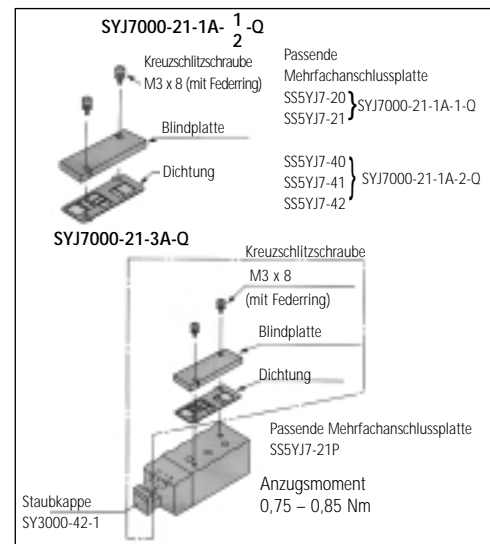 SYJ7000-21-1A- 1/2 -Q
Kreuzschlitzschraube
M3 x 8 (mit Federring)
Blindplatte
Dichtung
Passende
Mehrfachanschlussplatte
SS5YJ7-20
SS5YJ7-21
} SYJ7000-21-1A-1-Q
SS5YJ7-40
SS5YJ7-41
SS5YJ7-42
} SYJ7000-21-1A-2-Q
SYJ7000-21-3A-Q
Kreuzschlitzschraube
M3 x 8
(mit Federring)
Blindplatte
Dichtung
Passende Mehrfachanschlussplatte
SS5YJ7-21P
Anzugsmoment
0,75 – 0,85 Nm
Staubkappe
SY3000-42-1